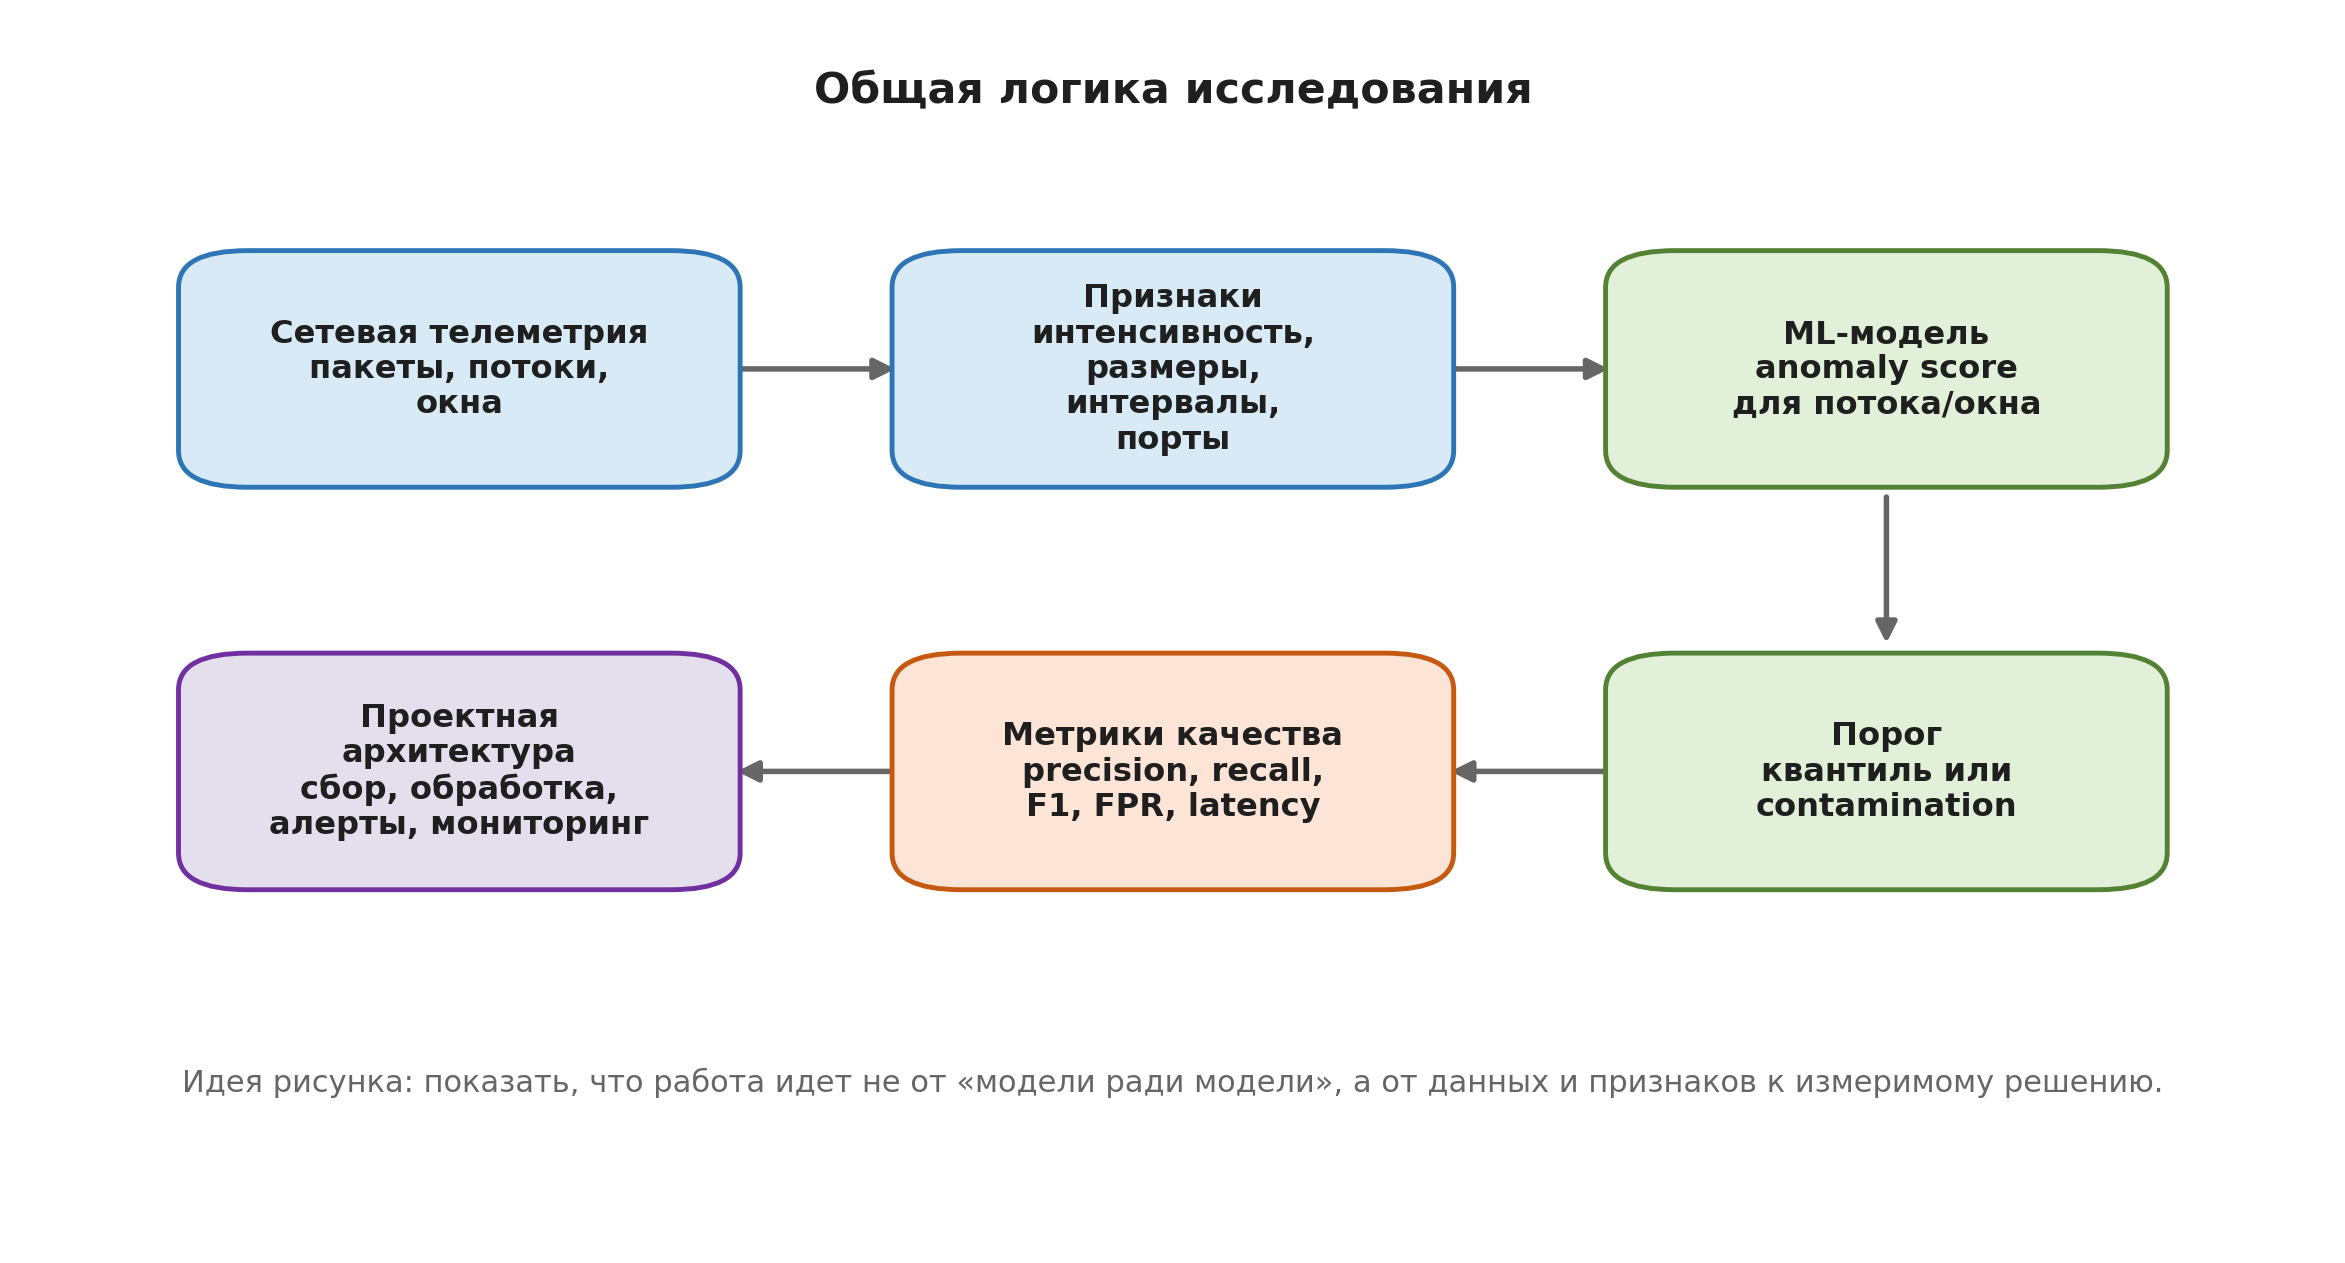 Общая логика исследования
Сетевая телеметрия
пакеты, потоки,
окна
Признаки
интенсивность,
размеры,
интервалы,
порты
ML-модель
anomaly score
для потока/окна
Проектная
архитектура
сбор, обработка,
алерты, мониторинг
Метрики качества
precision, recall,
F1, FPR, latency
Порог
квантиль или
contamination
Идея рисунка: показать, что работа идет не от «модели ради модели», а от данных и признаков к измеримому решению.